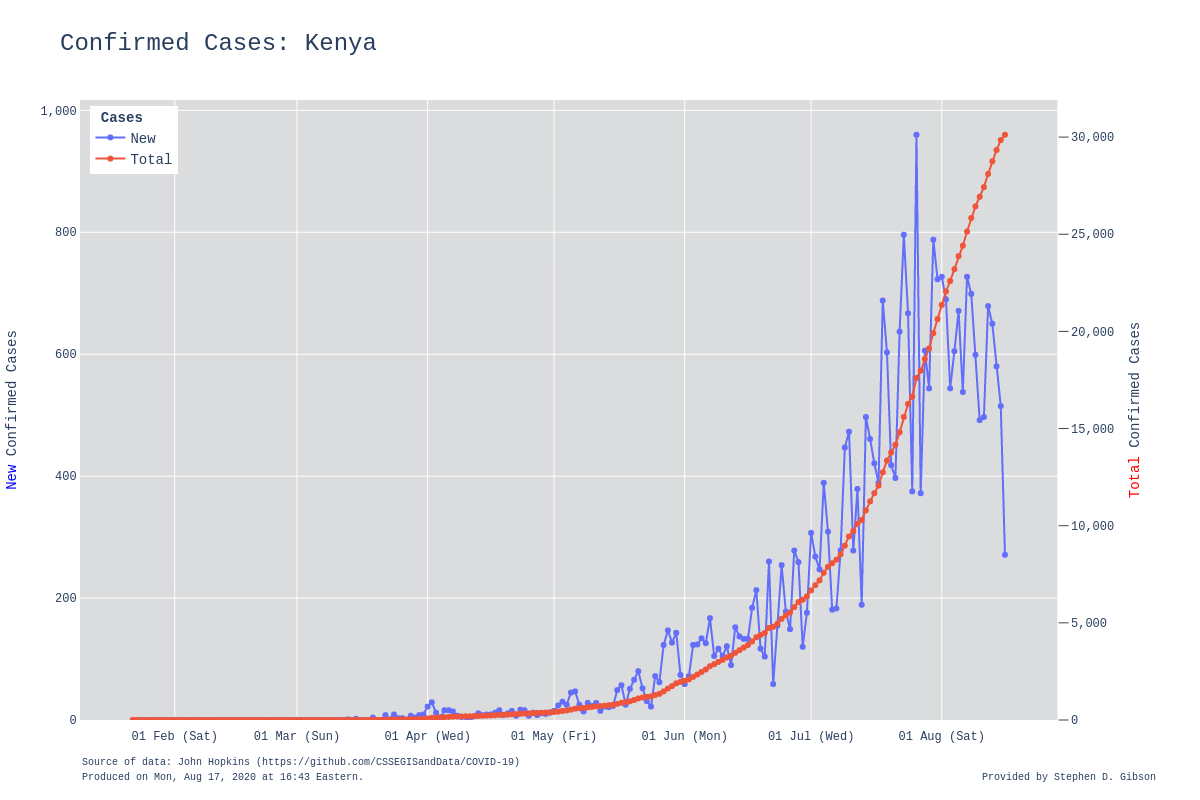 Confirmed Cases: Kenya
Cases
New
Total
1,000
800
600
400
200
0
30,000
25,000
20,000
15,000
10,000
5,000
0
New Confirmed Cases
Total Confirmed Cases
01 Feb (Sat) 01 Mar (Sun) 01 Apr (Wed) 01 May (Fri) 01 Jun (Mon) 01 Jul (Wed) 01 Aug (Sat)
Source of data: John Hopkins (https://github.com/CSSEGISandData/COVID-19)
Produced on Mon, Aug 17, 2020 at 16:43 Eastern.
Provided by Stephen D. Gibson